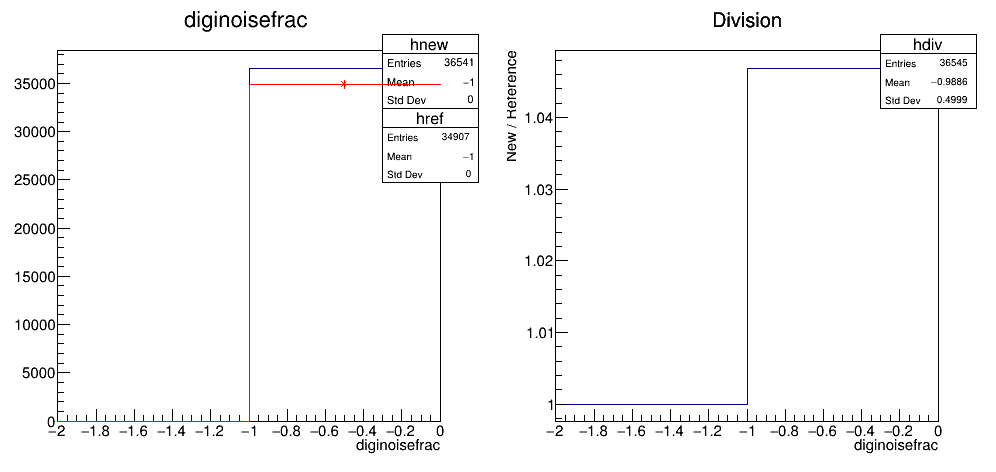 diginoisefrac
hnew
Entries 36541
Mean −1
Std Dev 0
href
Entries 34907
Mean −1
Std Dev 0
35000
30000
25000
20000
15000
10000
5000
0
−2 −1.8 −1.6 −1.4 −1.2 −1 −0.8 −0.6 −0.4 −0.2 0
diginoisefrac
Division
hdiv
Entries 36545
Mean −0.9886
Std Dev 0.4999
New / Reference
1.04
1.03
1.02
1.01
1
−2 −1.8 −1.6 −1.4 −1.2 −1 −0.8 −0.6 −0.4 −0.2 0
diginoisefrac